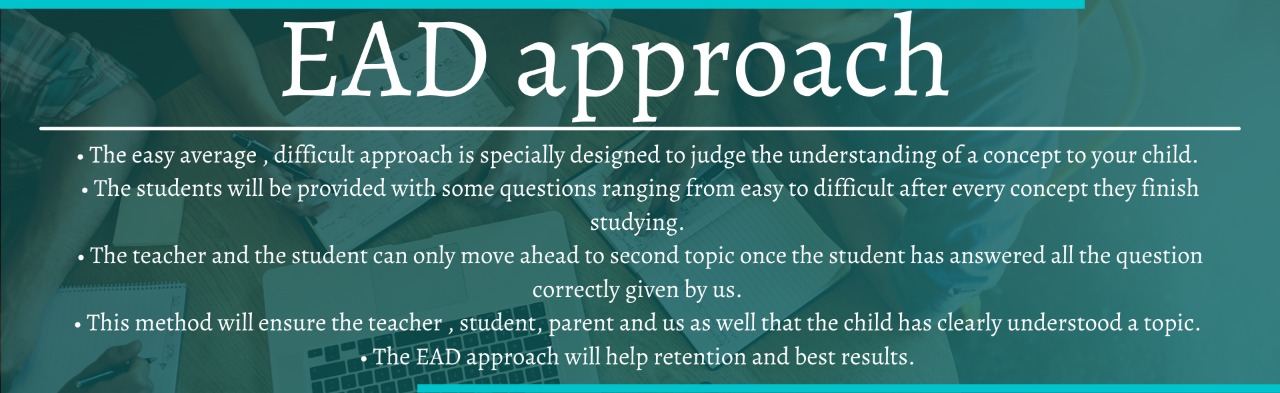 EAD approach
• The easy average , difficult approach is specially designed to judge the understanding of a concept to your child.
• The students will be provided with some questions ranging from easy to difficult after every concept they finish
studying.
• The teacher and the student can only move ahead to second topic once the student has answered all the question
correctly given by us.
• This method will ensure the teacher , student, parent and us as well that the child has clearly understood a topic.
• The EAD approach will help retention and best results.